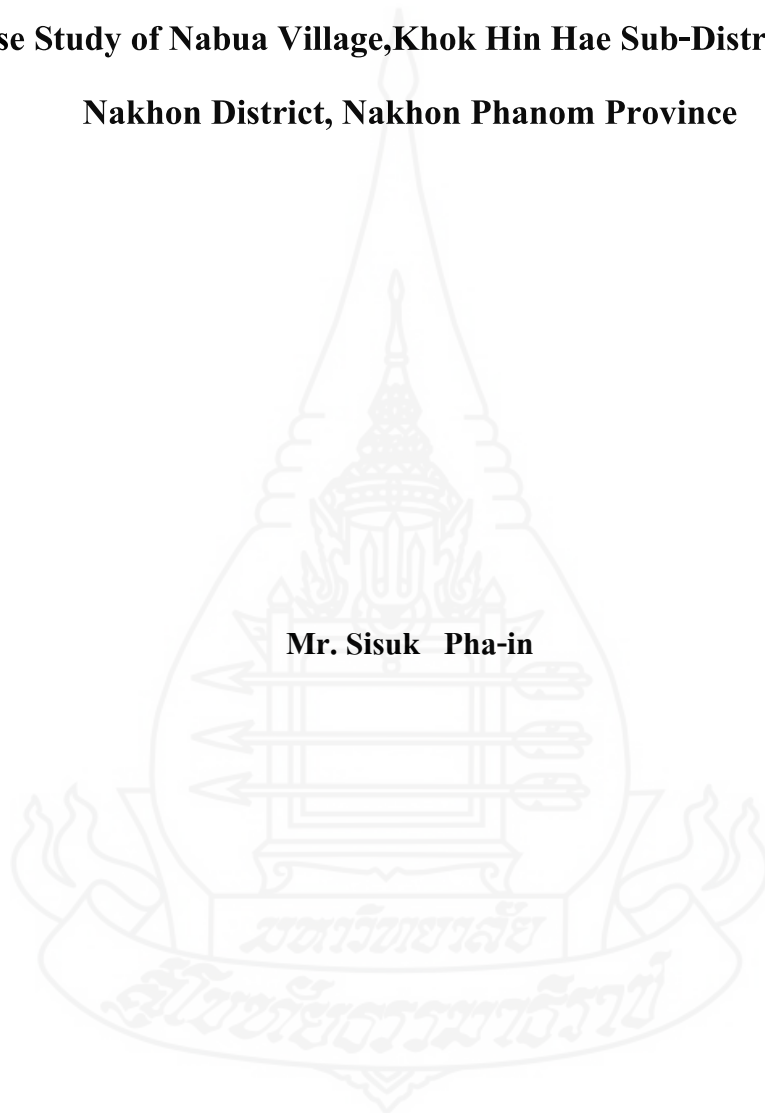 se Study of Nabua Village,Khok Hin Hae Sub-Distr
Nakhon District, Nakhon Phanom Province
Mr. Sisuk Pha-in
มหาวิทยาลัย
สุโขทัยธรรมาธิราช